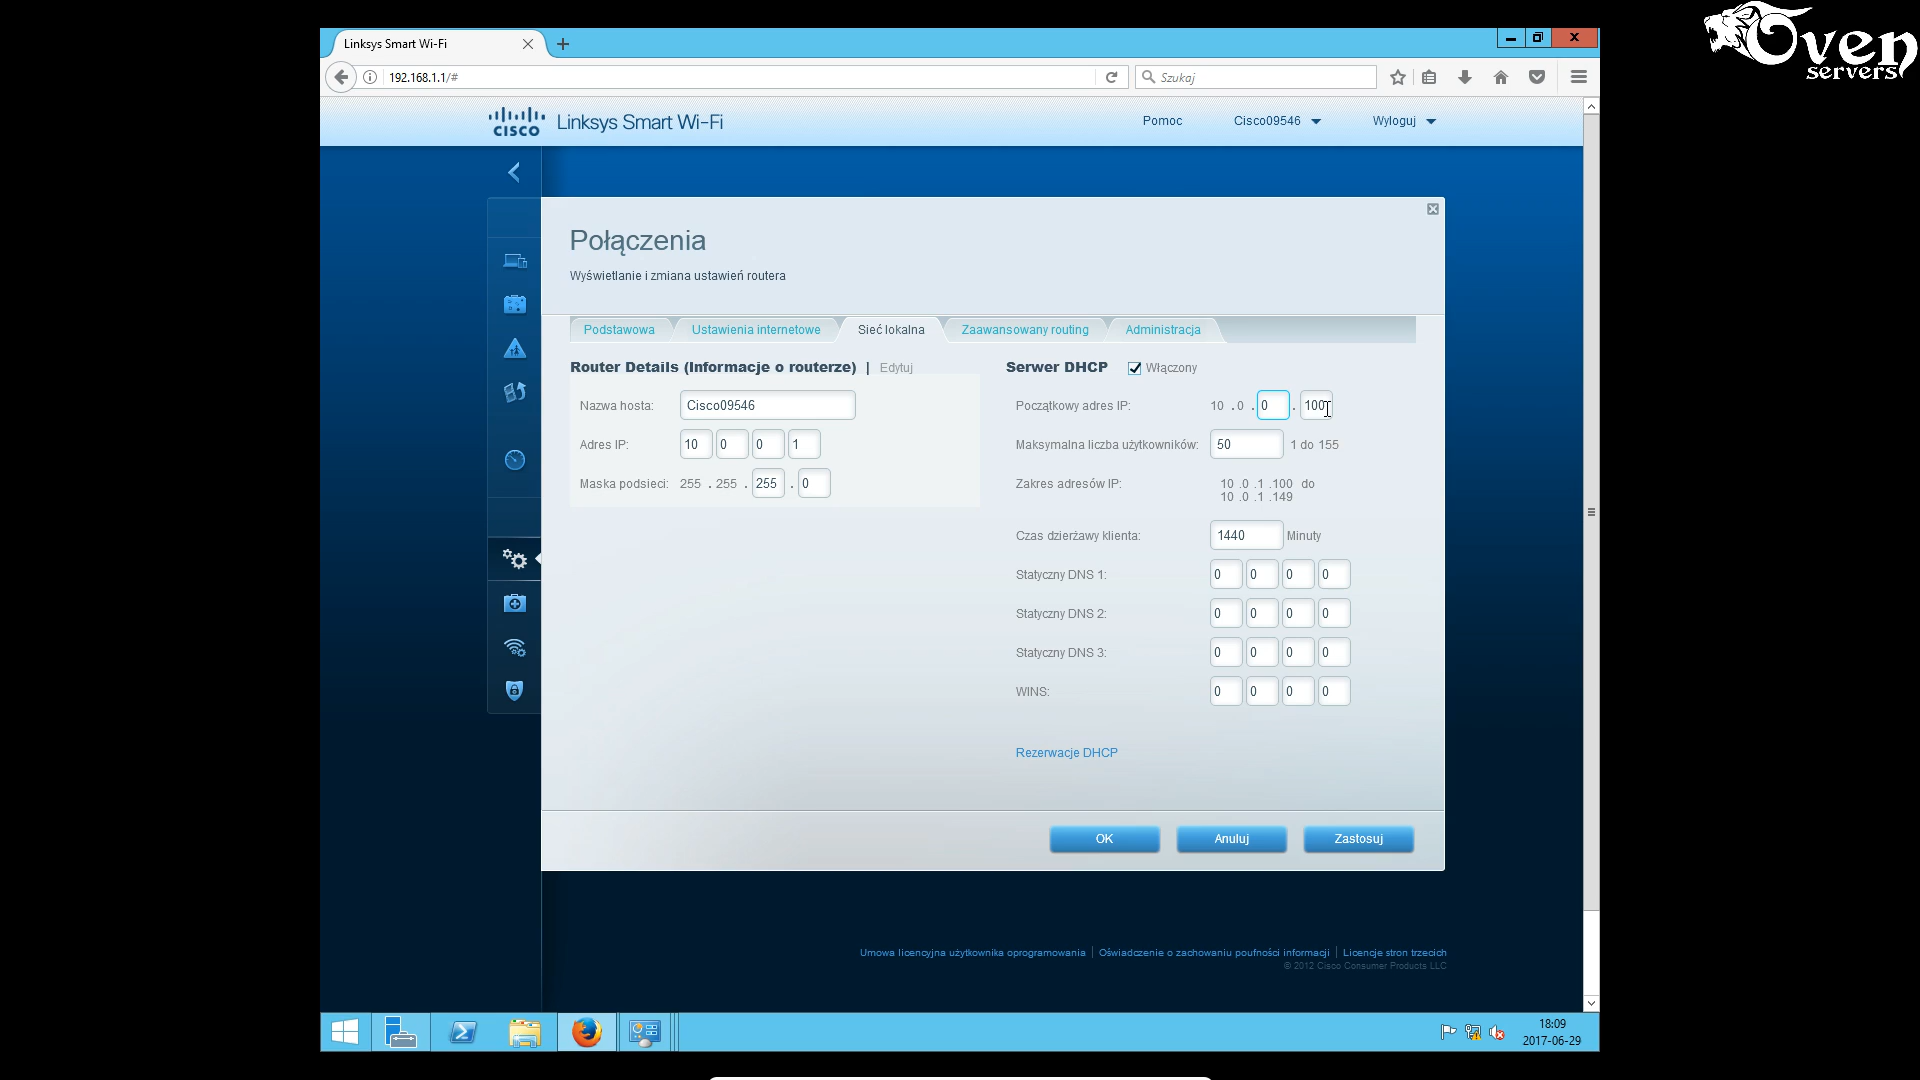 Oven
servers
Linksys Smart Wi-Fi
192.168.1.1/#
Szukaj
CISCO Linksys Smart Wi-Fi
Pomoc
Cisco09546
Wyloguj
Połączenia
Wyświetlanie i zmiana ustawień routera
Podstawowa
Ustawienia internetowe
Sieć lokalna
Zaawansowany routing
Administracja
Router Details (Informacje o routerze) | Edytuj
Nazwa hosta: Cisco09546
Adres IP: 10 0 0 1
Maska podsieci: 255 . 255 . 255 . 0
Serwer DHCP Włączony
Początkowy adres IP: 10 . 0 . 0 . 100
Maksymalna liczba użytkowników: 50 1 do 155
Zakres adresów IP: 10 .0 .1 .100 do
10 .0 .1 .149
Czas dzierżawy klienta: 1440 Minuty
Statyczny DNS 1: 0 0 0 0
Statyczny DNS 2: 0 0 0 0
Statyczny DNS 3: 0 0 0 0
WINS: 0 0 0 0
Rezerwacje DHCP
OK
Anuluj
Zastosuj
Umowa licencyjna użytkownika oprogramowania | Oświadczenie o zachowaniu poufności informacji | Licencje stron trzecich
© 2012 Cisco Consumer Products LLC
18:09
2017-06-29